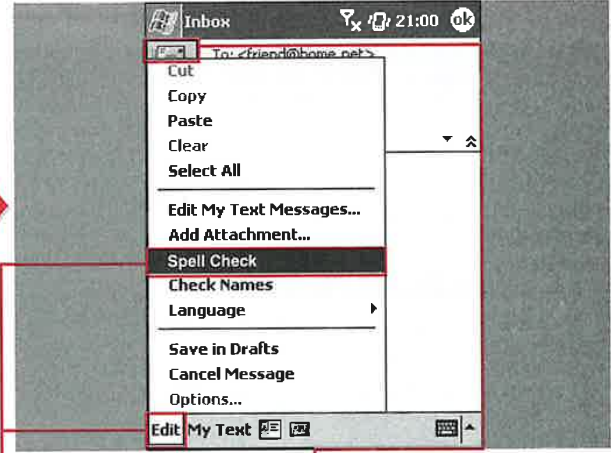 Inbox 21:00 ok
To: <friend@home.net>
Cut
Copy
Paste
Clear
Select All
Edit My Text Messages...
Add Attachment...
Spell Check
Check Names
Language
Save in Drafts
Cancel Message
Options...
Edit My Text